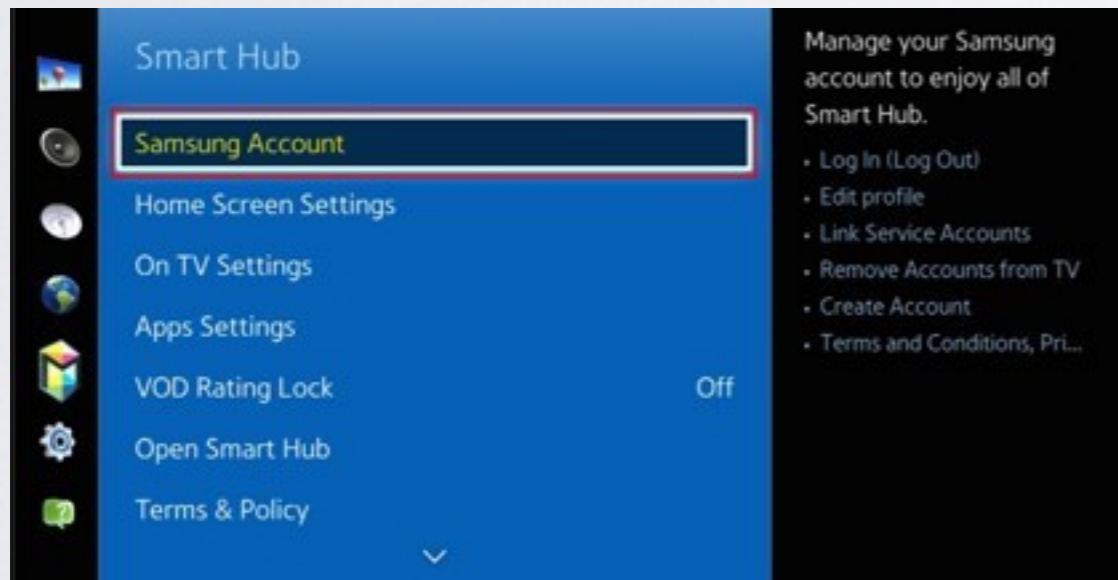 Smart Hub
Samsung Account
Home Screen Settings
On TV Settings
Apps Settings
VOD Rating Lock Off
Open Smart Hub
Terms & Policy
Manage your Samsung
account to enjoy all of
Smart Hub.
• Log In (Log Out)
• Edit profile
• Link Service Accounts
• Remove Accounts from TV
• Create Account
• Terms and Conditions, Pri...